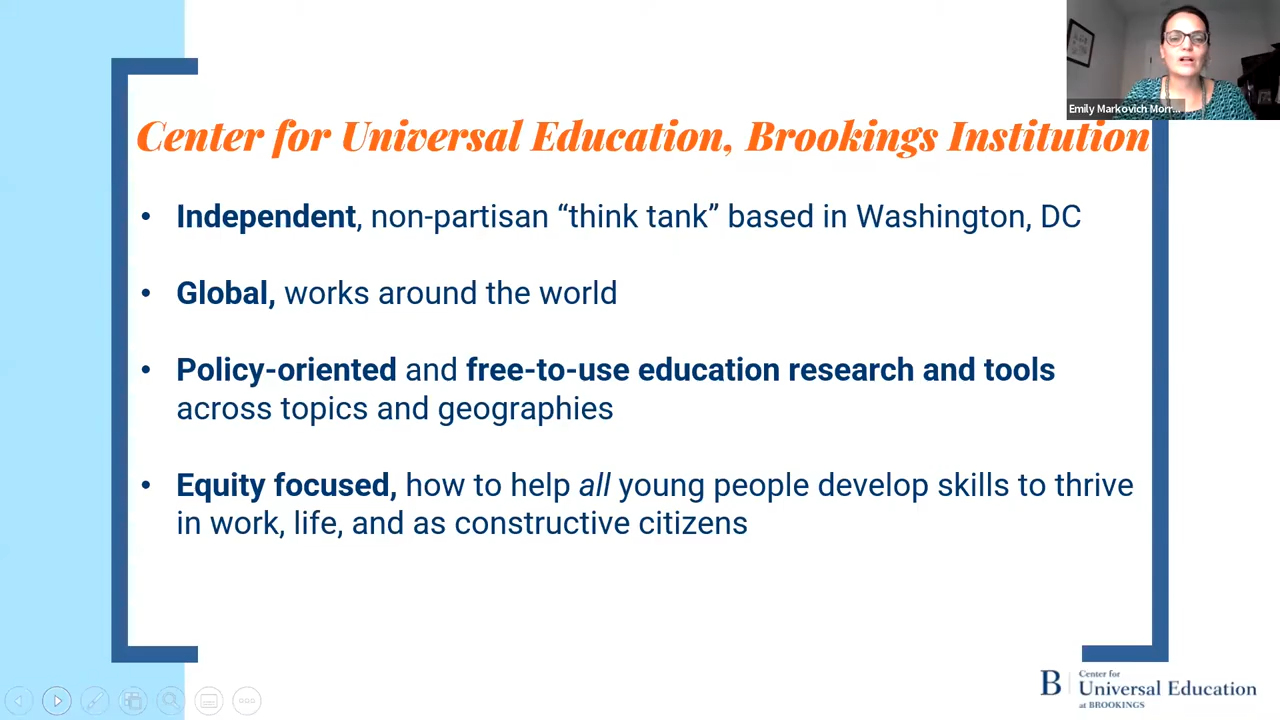 Emily Markovich Morr...
Center for Universal Education, Brookings Institution
• Independent, non-partisan “think tank” based in Washington, DC
• Global, works around the world
• Policy-oriented and free-to-use education research and tools
across topics and geographies
• Equity focused, how to help all young people develop skills to thrive
in work, life, and as constructive citizens
B
Center for
Universal Education
at BROOKINGS